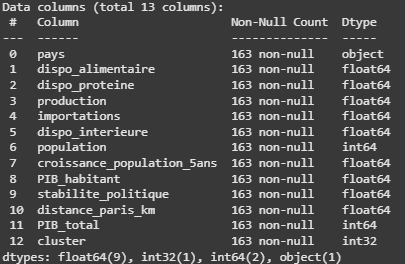 Data columns (total 13 columns):
 #   Column                   Non-Null Count  Dtype
---  ------                   --------------  -----
 0   pays                     163 non-null    object
 1   dispo_alimentaire        163 non-null    float64
 2   dispo_proteine           163 non-null    float64
 3   production               163 non-null    float64
 4   importations             163 non-null    float64
 5   dispo_interieure         163 non-null    float64
 6   population               163 non-null    int64
 7   croissance_population_5ans  163 non-null    float64
 8   PIB_habitant             163 non-null    float64
 9   stabilite_politique      163 non-null    float64
 10  distance_paris_km        163 non-null    float64
 11  PIB_total                163 non-null    int64
 12  cluster                  163 non-null    int32
dtypes: float64(9), int32(1), int64(2), object(1)